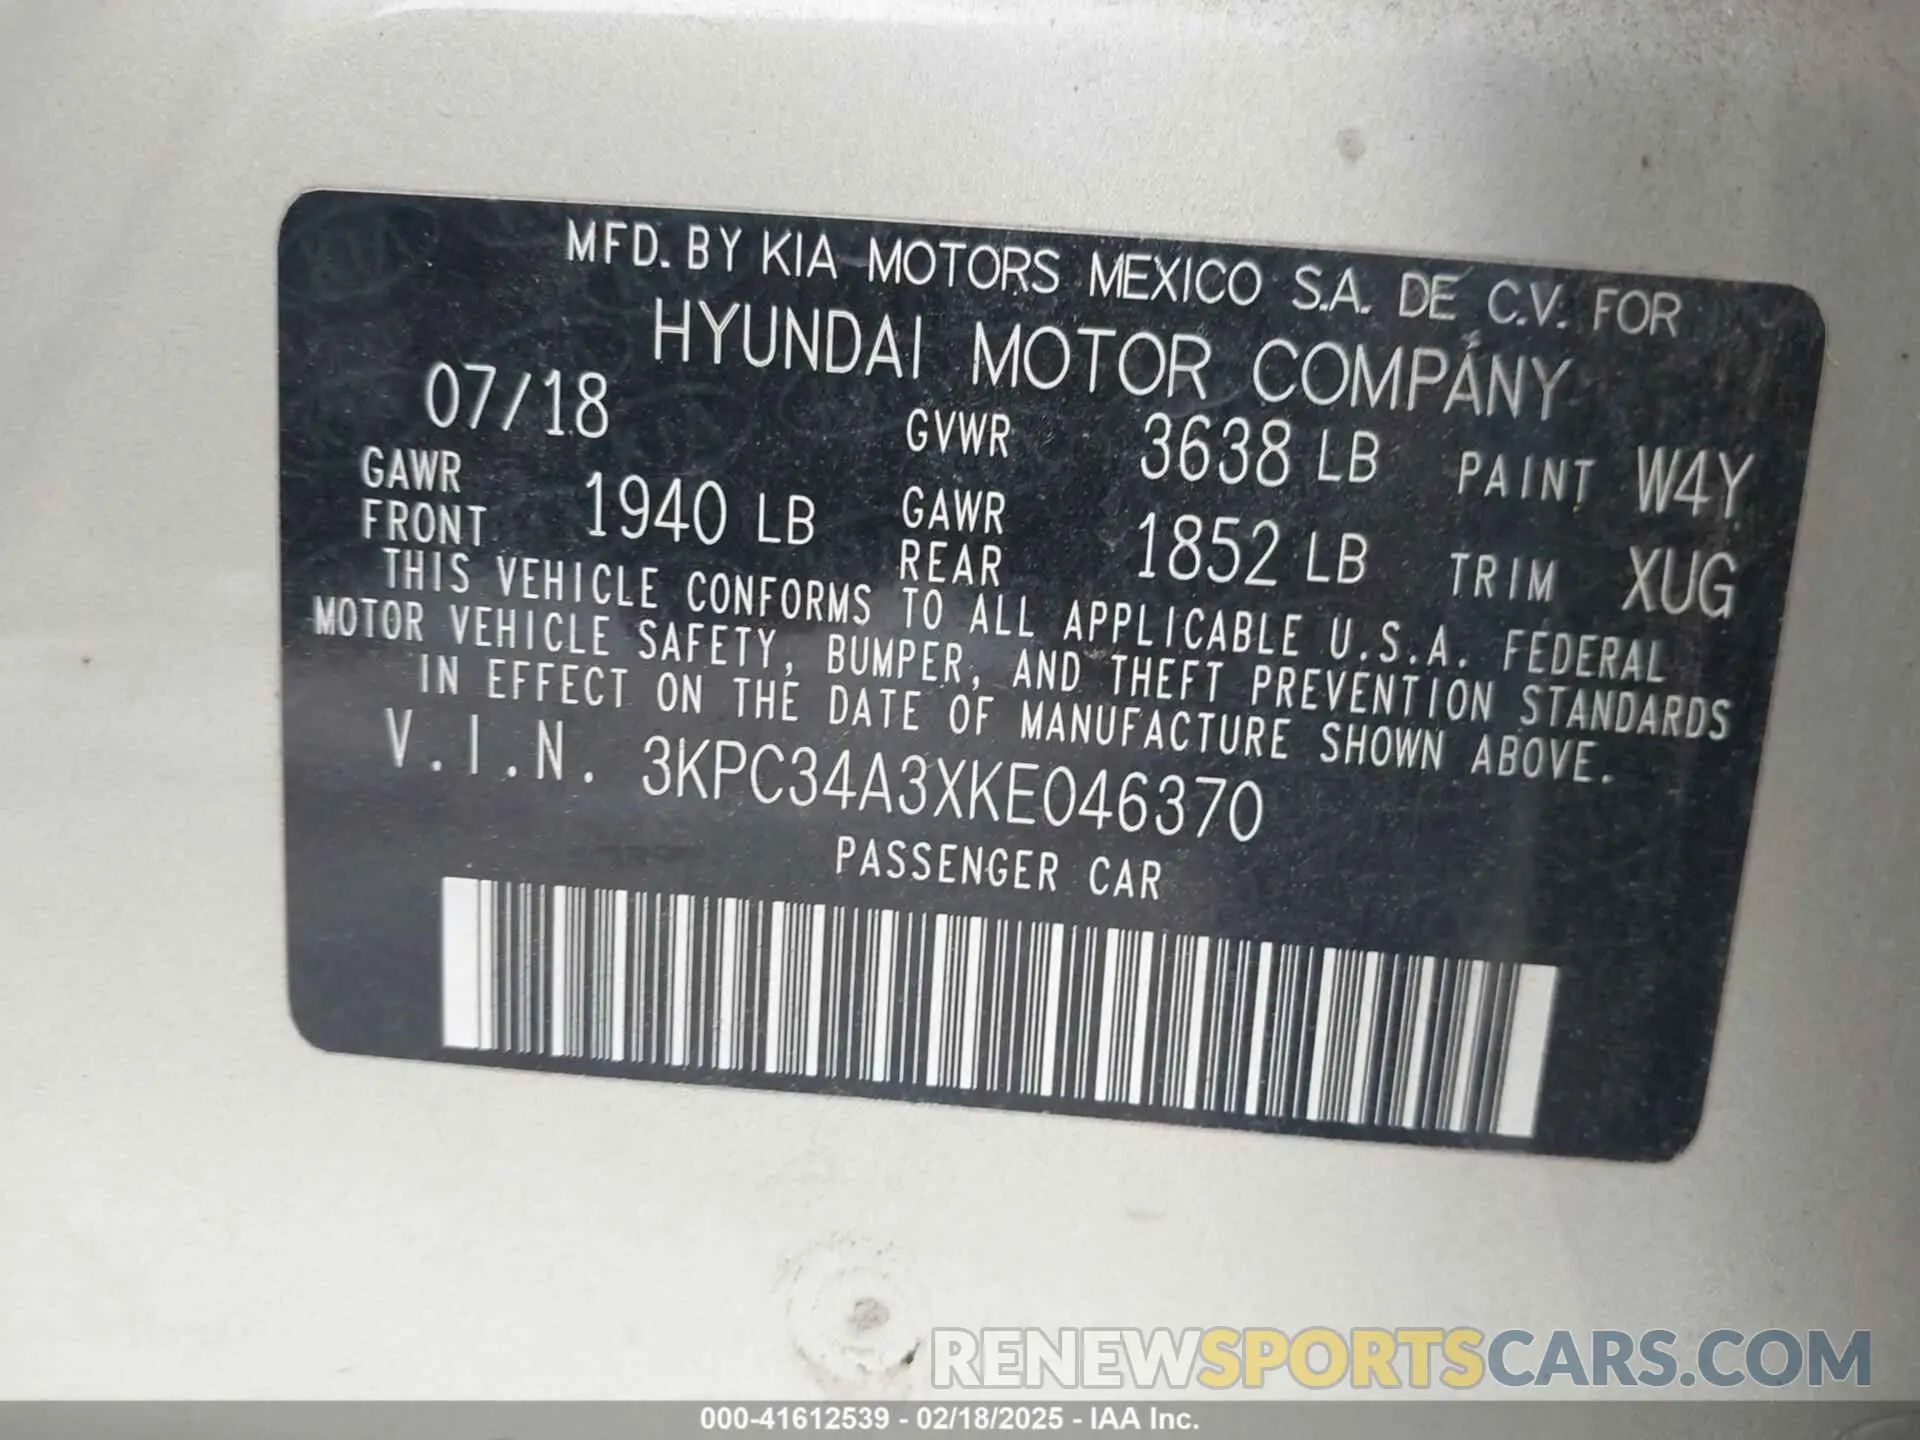 MFD. BY KIA MOTORS MEXICO S.A. DE C.V. FOR
HYUNDAI MOTOR COMPANY
07/18 GVWR 3638 LB PAINT W4Y
GAWR FRONT 1940 LB GAWR REAR 1852 LB TRIM XUG
THIS VEHICLE CONFORMS TO ALL APPLICABLE U.S.A. FEDERAL
MOTOR VEHICLE SAFETY, BUMPER, AND THEFT PREVENTION STANDARDS
IN EFFECT ON THE DATE OF MANUFACTURE SHOWN ABOVE.
V.I.N. 3KPC34A3XKE046370
PASSENGER CAR
RENEWSPORTSCARS.COM
000-41612539 - 02/18/2025 - IAA Inc.